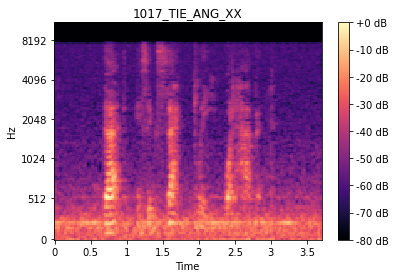 1017_TIE_ANG_XX
+0 dB
8192
-10 dB
4096
-20 dB
-30 dB
2048
Hz
-40 dB
1024
-50 dB
512
-60 dB
-70 dB
0
-80 dB
0 0.5 1 1.5 2 2.5 3 3.5
Time